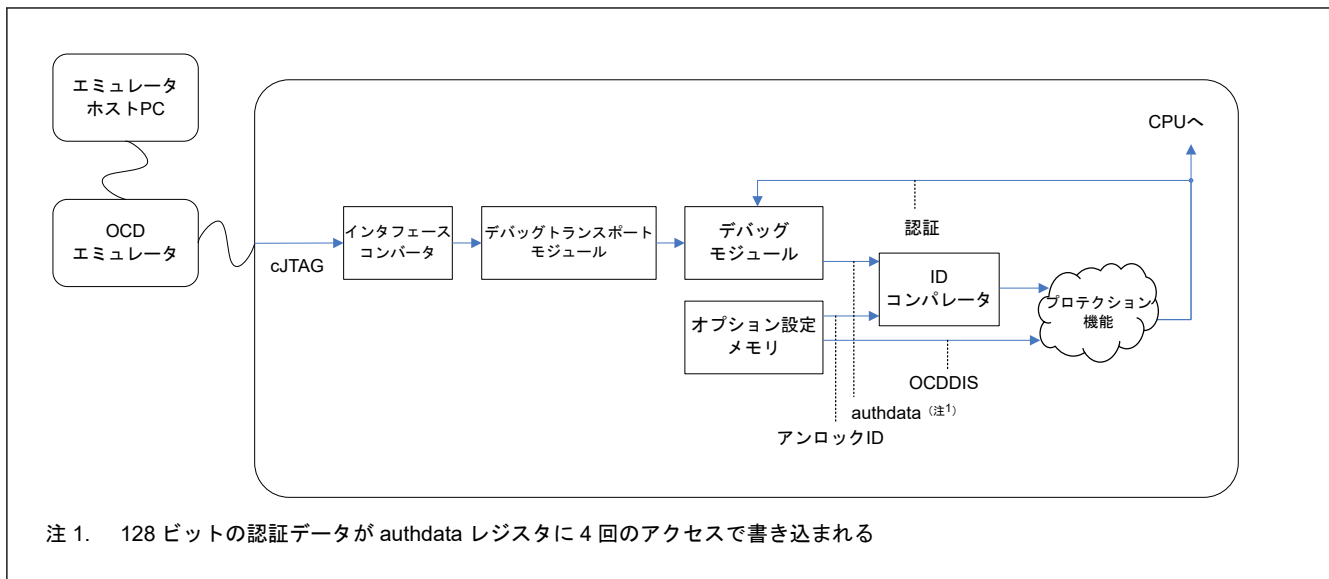 エミュレータ
ホストPC
CPUへ
OCD
エミュレータ
cJTAG
インタフェース
コンバータ
デバッグトランスポート
モジュール
デバッグ
モジュール
認証
ID
コンパレータ
オプション設定
メモリ
プロテクション
機能
OCDDIS
authdata（注1）
アンロックID
注 1. 128 ビットの認証データが authdata レジスタに 4 回のアクセスで書き込まれる